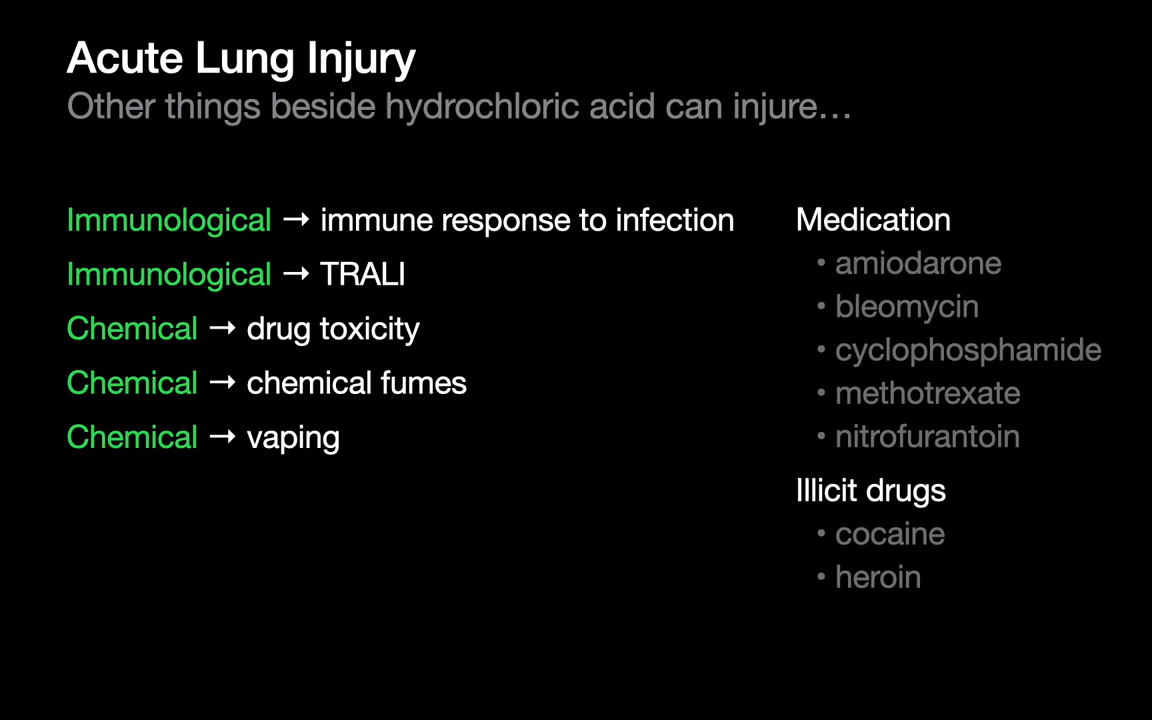 Acute Lung Injury
Other things beside hydrochloric acid can injure…
Immunological → immune response to infection
Immunological → TRALI
Chemical → drug toxicity
Chemical → chemical fumes
Chemical → vaping
Medication
• amiodarone
• bleomycin
• cyclophosphamide
• methotrexate
• nitrofurantoin
Illicit drugs
• cocaine
• heroin